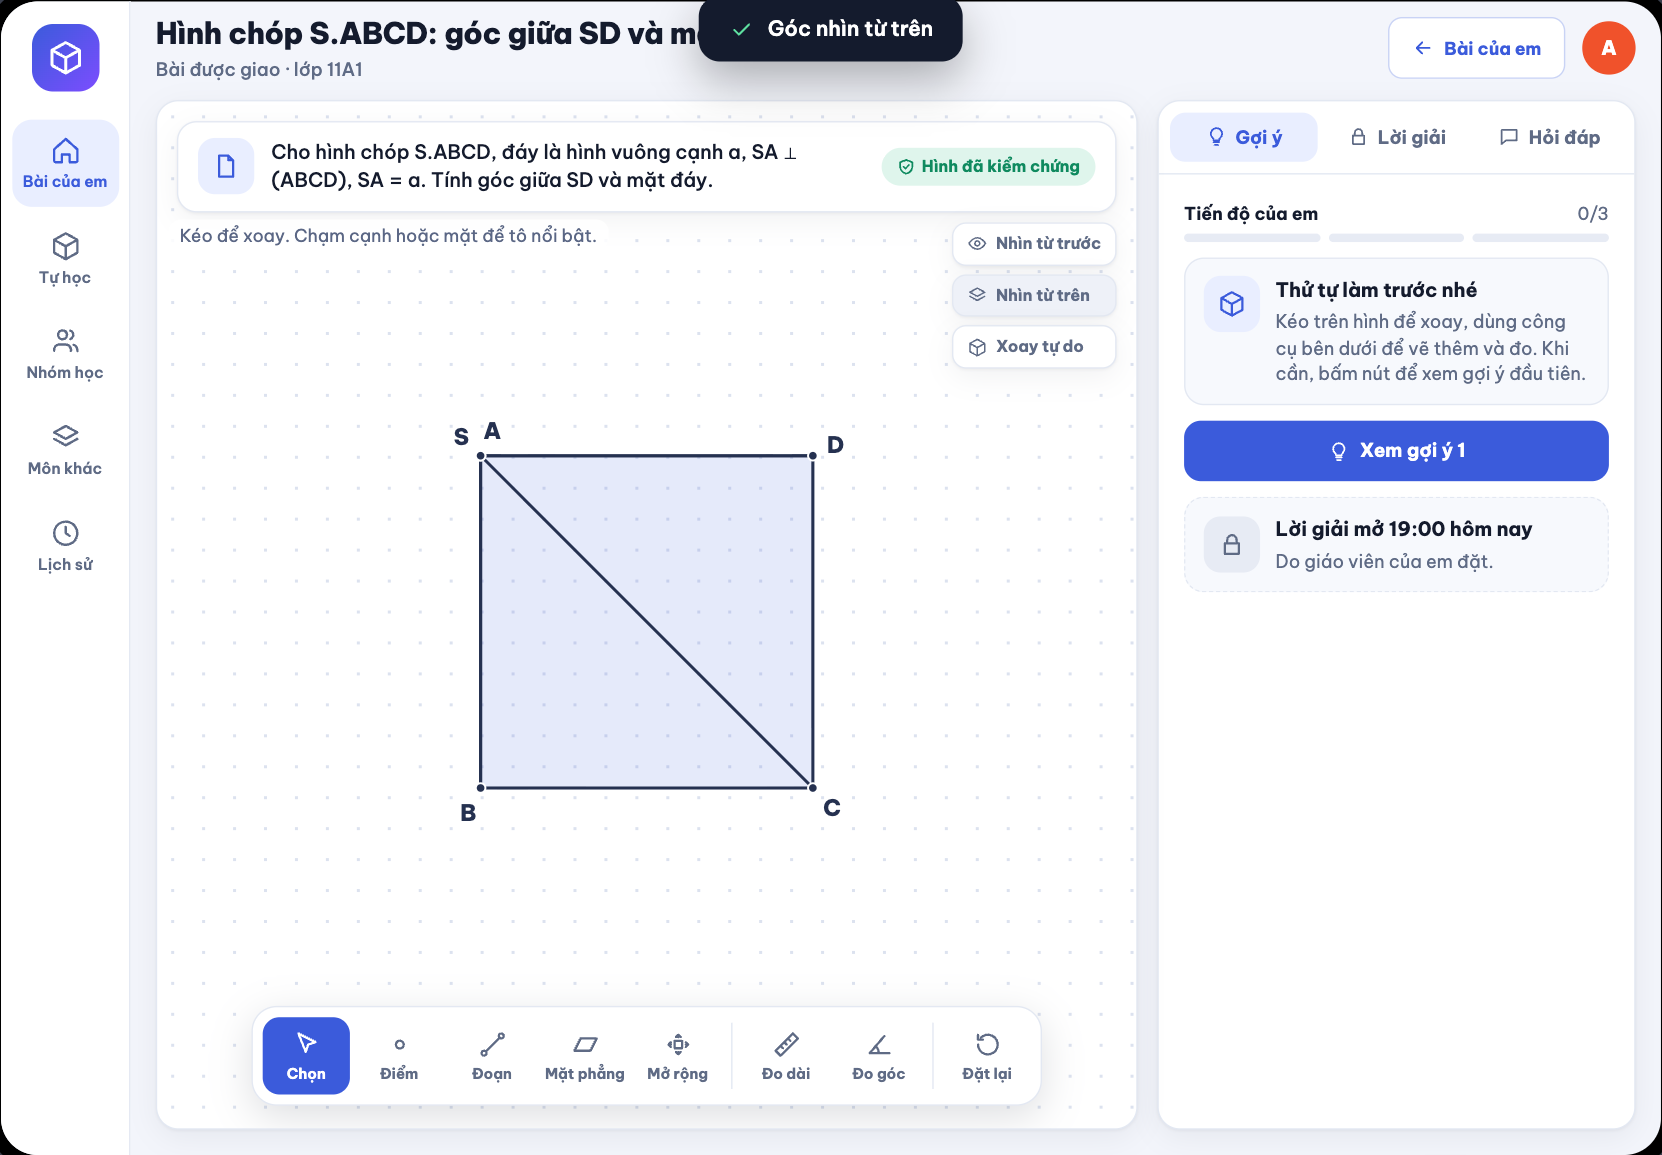 Hình chóp S.ABCD: góc giữa SD và
Góc nhìn từ trên
Bài được giao · lớp 11A1
Bài của em
A
Bài của em
Tự học
Nhóm học
Môn khác
Lịch sử
Cho hình chóp S.ABCD, đáy là hình vuông cạnh a, SA ⊥
(ABCD), SA = a. Tính góc giữa SD và mặt đáy.
Hình đã kiểm chứng
Kéo để xoay. Chạm cạnh hoặc mặt để tô nổi bật.
Nhìn từ trước
Nhìn từ trên
Xoay tự do
S A
D
B
C
Chọn
Điểm
Đoạn
Mặt phẳng
Mở rộng
Đo dài
Đo góc
Đặt lại
Gợi ý
Lời giải
Hỏi đáp
Tiến độ của em
0/3
Thử tự làm trước nhé
Kéo trên hình để xoay, dùng công
cụ bên dưới để vẽ thêm và đo. Khi
cần, bấm nút để xem gợi ý đầu tiên.
Xem gợi ý 1
Lời giải mở 19:00 hôm nay
Do giáo viên của em đặt.